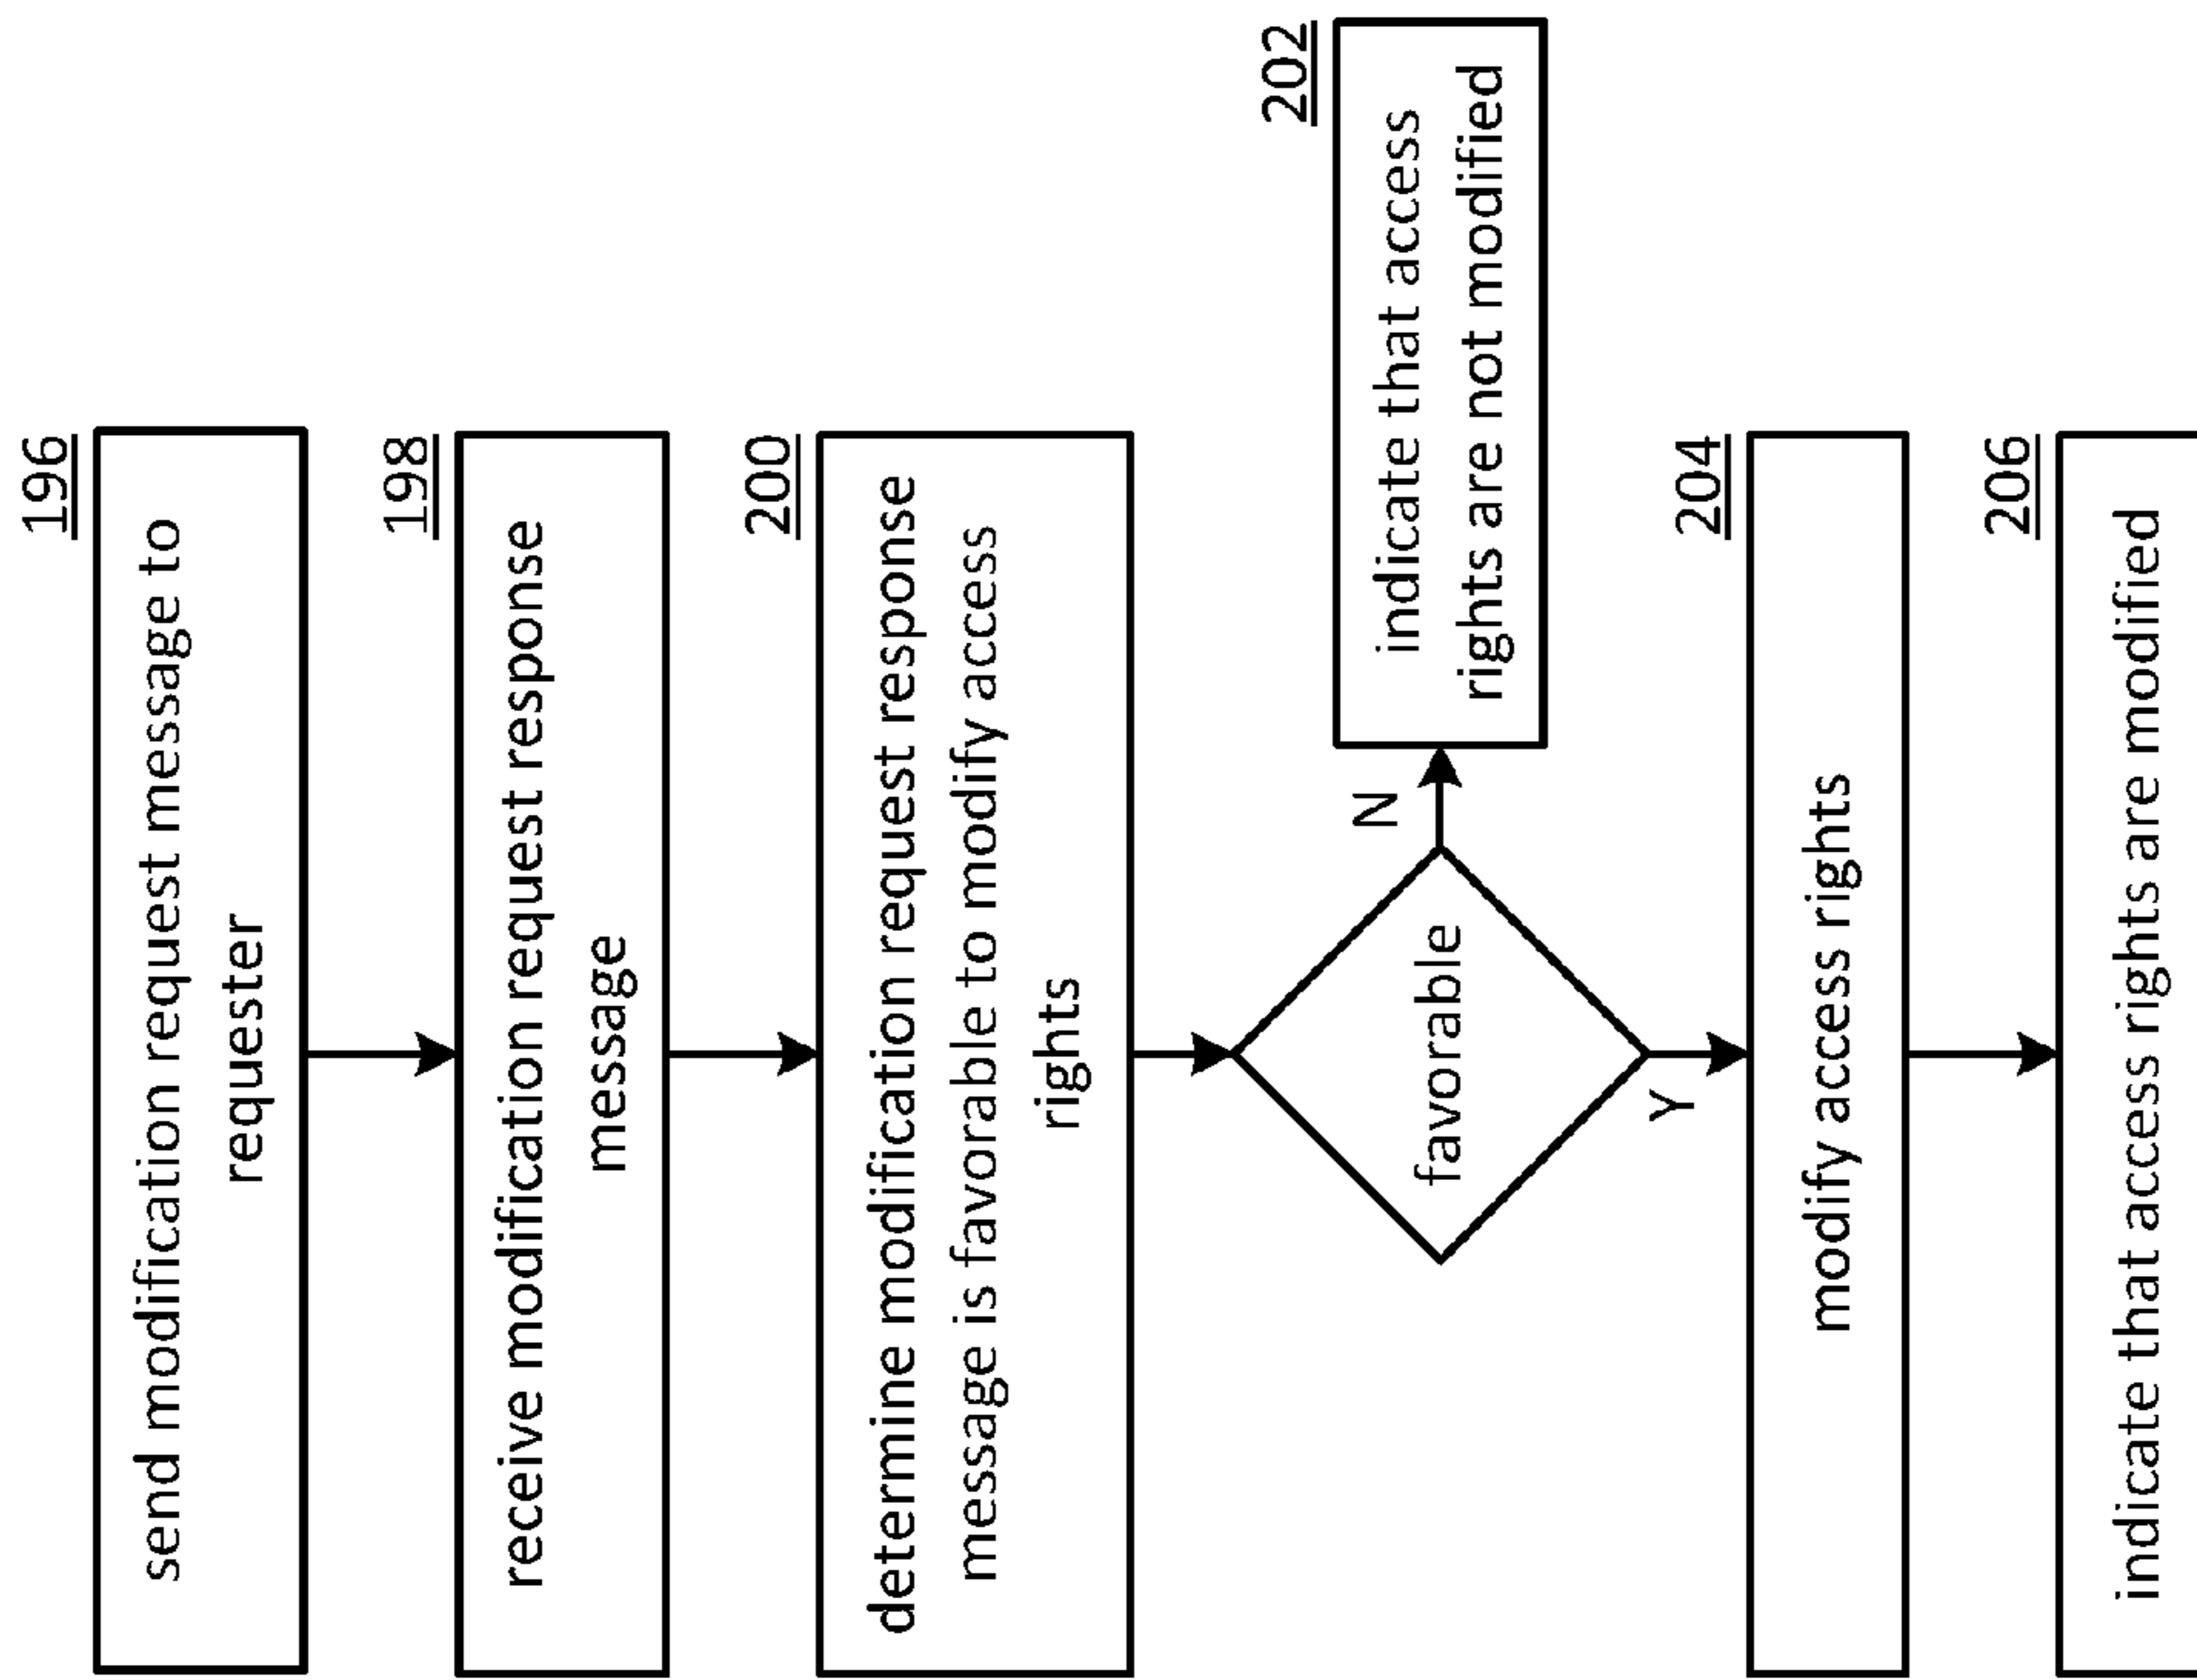 196
send modification request message to
requester
198
receive modification request response
message
200
determine modification request response
message is favorable to modify access
rights
favorable
N
202
indicate that access
rights are not modified
Y
204
modify access rights
206
indicate that access rights are modified